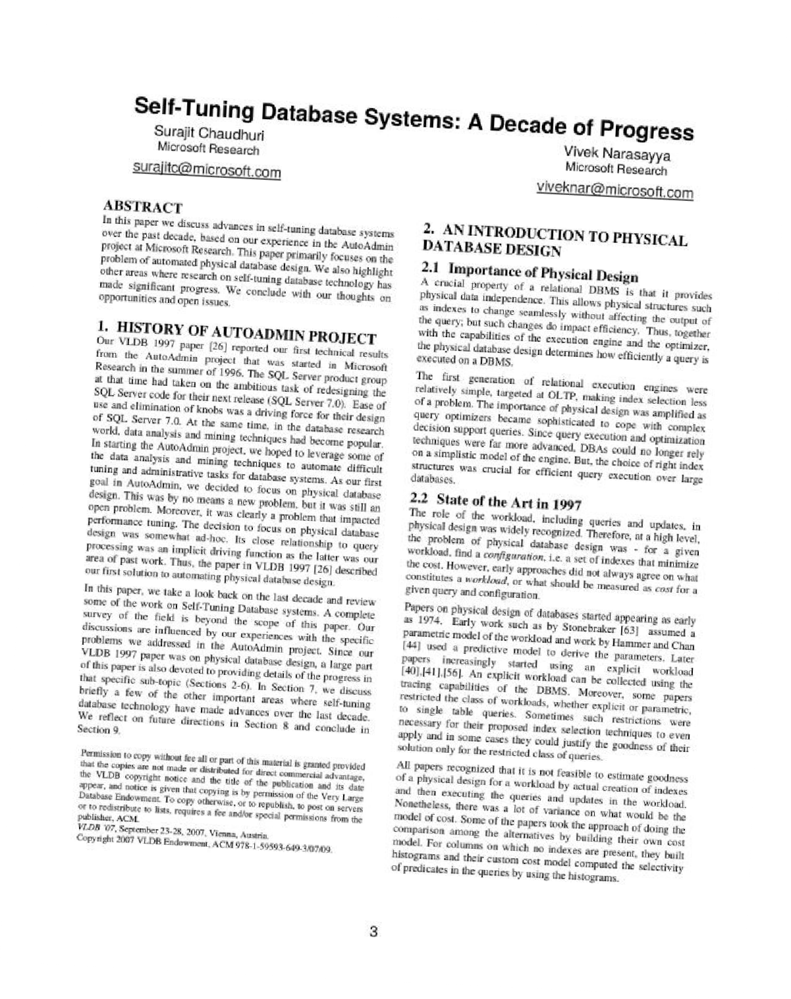 Self-Tuning Database Systems: A Decade of Progress
Surajit Chaudhuri
Microsoft Research
surajitc@microsoft.com
Vivek Narasayya
Microsoft Research
viveknar@microsoft.com
ABSTRACT
In this paper we discuss advances in self-tuning database systems
over the past decade, based on our experience in the AutoAdmin
project at Microsoft Research. This paper primarily focuses on the
problem of automated physical database design. We also highlight
other areas where research on self-tuning database technology has
made significant progress. We conclude with our thoughts on
opportunities and open issues.
1. HISTORY OF AUTOADMIN PROJECT
Our VLDB 1997 paper [26] reported our first technical results
from the AutoAdmin project that was started in Microsoft
Research in the summer of 1996. The SQL Server product group
at that time had taken on the ambitious task of redesigning the
SQL Server code for their next release (SQL Server 7.0). Ease of
use and elimination of knobs was a driving force for their design
of SQL Server 7.0. At the same time, in the database research
world, data analysis and mining techniques had become popular.
In starting the AutoAdmin project, we hoped to leverage some of
the data analysis and mining techniques to automate difficult
tuning and administrative tasks for database systems. As our first
goal in AutoAdmin, we decided to focus on physical database
design. This was by no means a new problem, but it was still an
open problem. Moreover, it was clearly a problem that impacted
performance tuning. The decision to focus on physical database
design was somewhat ad-hoc. Its close relationship to query
processing was an implicit driving function as the latter was our
area of past work. Thus, the paper in VLDB 1997 [26] described
our first solution to automating physical database design.
In this paper, we take a look back on the last decade and review
some of the work on Self-Tuning Database systems. A complete
survey of the field is beyond the scope of this paper. Our
discussions are influenced by our experiences with the specific
problems we addressed in the AutoAdmin project. Since our
VLDB 1997 paper was on physical database design, a large part
of this paper is also devoted to providing details of the progress in
that specific sub-topic (Sections 2-6). In Section 7, we discuss
briefly a few of the other important areas where self-tuning
database technology have made advances over the last decade.
We reflect on future directions in Section 8 and conclude in
Section 9.
Permission to copy without fee all or part of this material is granted provided
that the copies are not made or distributed for direct commercial advantage,
the VLDB copyright notice and the title of the publication and its date
appear, and notice is given that copying is by permission of the Very Large
Database Endowment. To copy otherwise, or to republish, to post on servers
or to redistribute to lists, requires a fee and/or special permissions from the
publisher, ACM.
VLDB '07, September 23-28, 2007, Vienna, Austria.
Copyright 2007 VLDB Endowment, ACM 978-1-59593-649-3/07/09.
2. AN INTRODUCTION TO PHYSICAL
DATABASE DESIGN
2.1 Importance of Physical Design
A crucial property of a relational DBMS is that it provides
physical data independence. This allows physical structures such
as indexes to change seamlessly without affecting the output of
the query; but such changes do impact efficiency. Thus, together
with the capabilities of the execution engine and the optimizer,
the physical database design determines how efficiently a query is
executed on a DBMS.
The first generation of relational execution engines were
relatively simple, targeted at OLTP, making index selection less
of a problem. The importance of physical design was amplified as
query optimizers became sophisticated to cope with complex
decision support queries. Since query execution and optimization
techniques were far more advanced, DBAs could no longer rely
on a simplistic model of the engine. But, the choice of right index
structures was crucial for efficient query execution over large
databases.
2.2 State of the Art in 1997
The role of the workload, including queries and updates, in
physical design was widely recognized. Therefore, at a high level,
the problem of physical database design was - for a given
workload, find a configuration, i.e. a set of indexes that minimize
the cost. However, early approaches did not always agree on what
constitutes a workload, or what should be measured as cost for a
given query and configuration.
Papers on physical design of databases started appearing as early
as 1974. Early work such as by Stonebraker [63] assumed a
parametric model of the workload and work by Hammer and Chan
[44] used a predictive model to derive the parameters. Later
papers increasingly started using an explicit workload
[40],[41],[56]. An explicit workload can be collected using the
tracing capabilities of the DBMS. Moreover, some papers
restricted the class of workloads, whether explicit or parametric,
to single table queries. Sometimes such restrictions were
necessary for their proposed index selection techniques to even
apply and in some cases they could justify the goodness of their
solution only for the restricted class of queries.
All papers recognized that it is not feasible to estimate goodness
of a physical design for a workload by actual creation of indexes
and then executing the queries and updates in the workload.
Nonetheless, there was a lot of variance on what would be the
model of cost. Some of the papers took the approach of doing the
comparison among the alternatives by building their own cost
model. For columns on which no indexes are present, they built
histograms and their custom cost model computed the selectivity
of predicates in the queries by using the histograms.
3